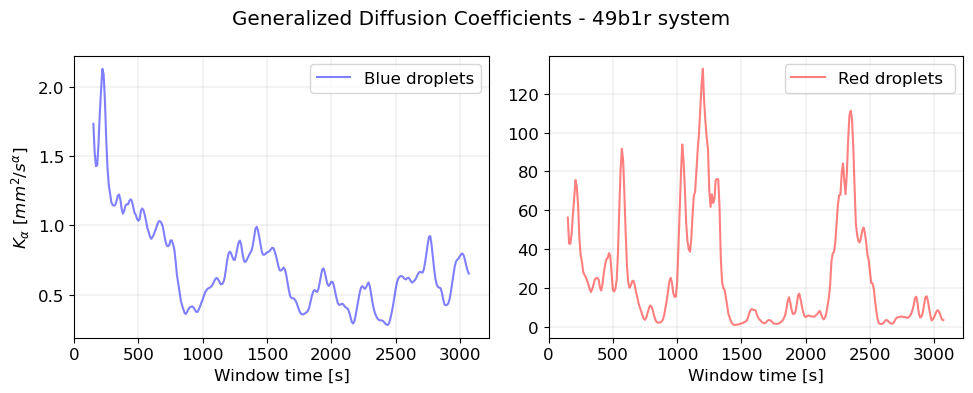 Generalized Diffusion Coefficients - 49b1r system
Blue droplets
2.0
1.5
1.0
0.5
K_α [mm²/s^α]
0 500 1000 1500 2000 2500 3000
Window time [s]
Red droplets
120
100
80
60
40
20
0
0 500 1000 1500 2000 2500 3000
Window time [s]